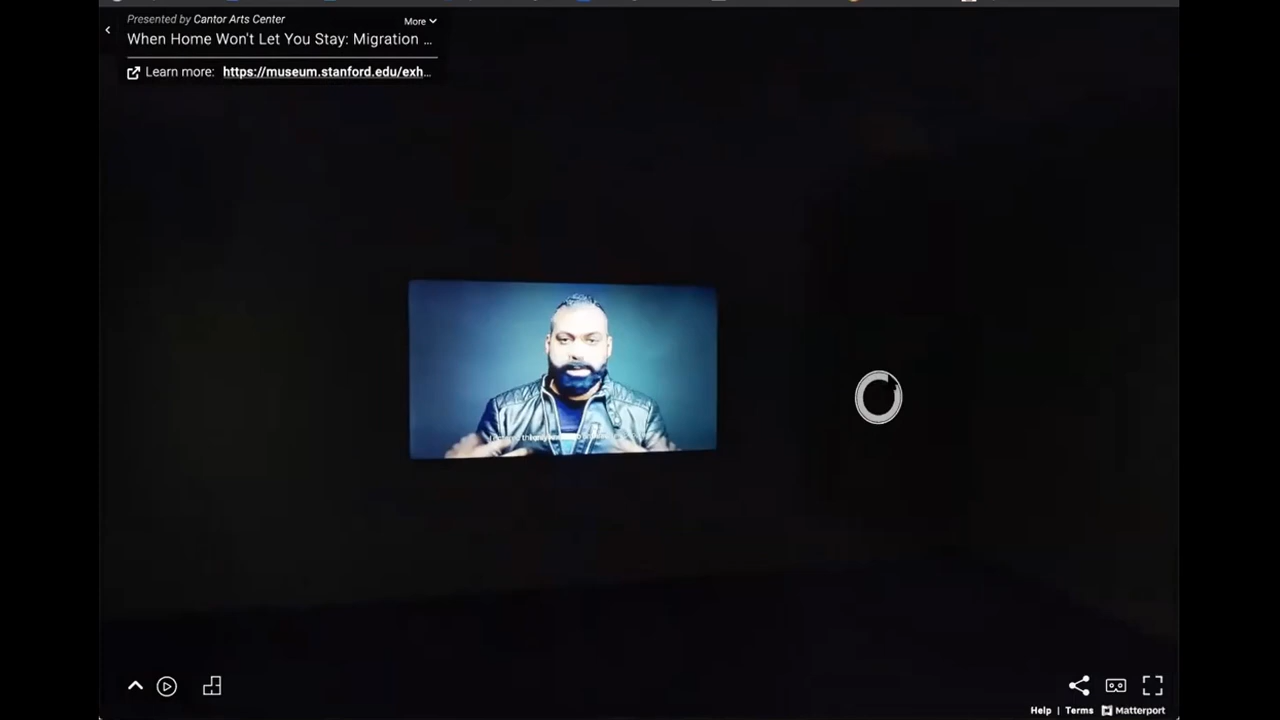 Presented by Cantor Arts Center
More
When Home Won't Let You Stay: Migration ...
Learn more: https://museum.stanford.edu/exh...
Help | Terms Matterport